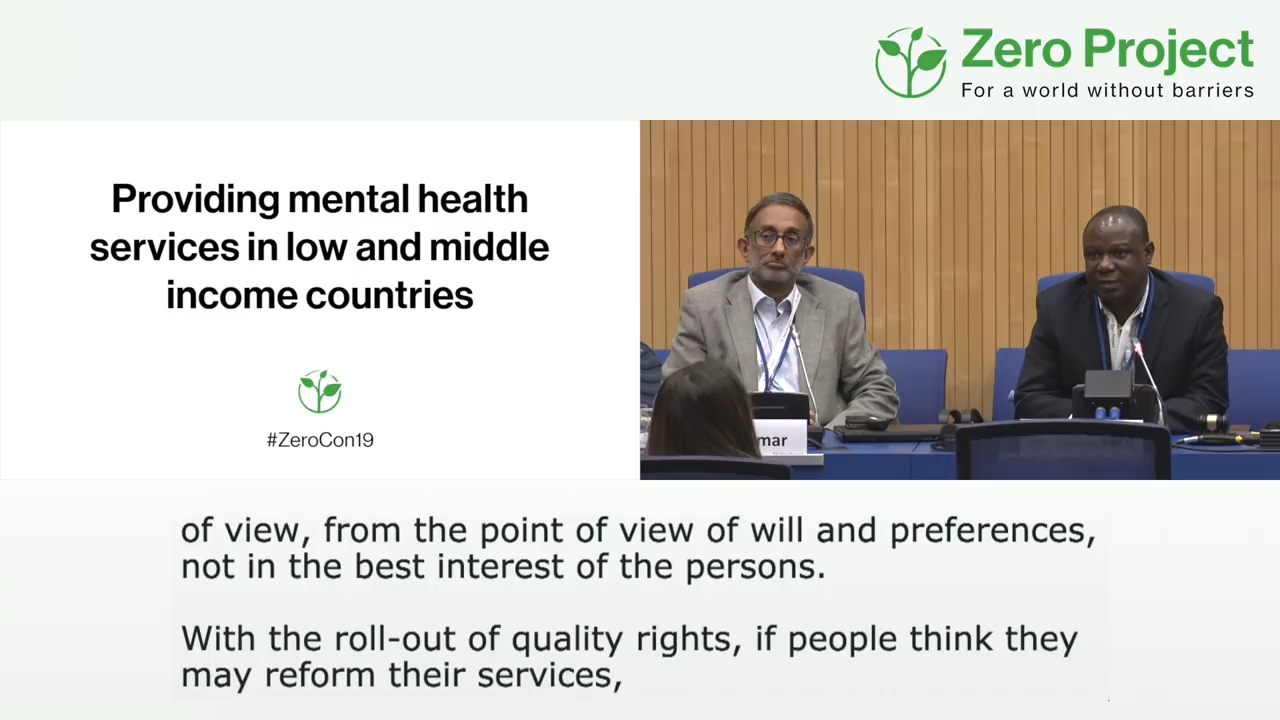 Zero Project
For a world without barriers
Providing mental health
services in low and middle
income countries
#ZeroCon19
mar
of view, from the point of view of will and preferences,
not in the best interest of the persons.
With the roll-out of quality rights, if people think they
may reform their services,